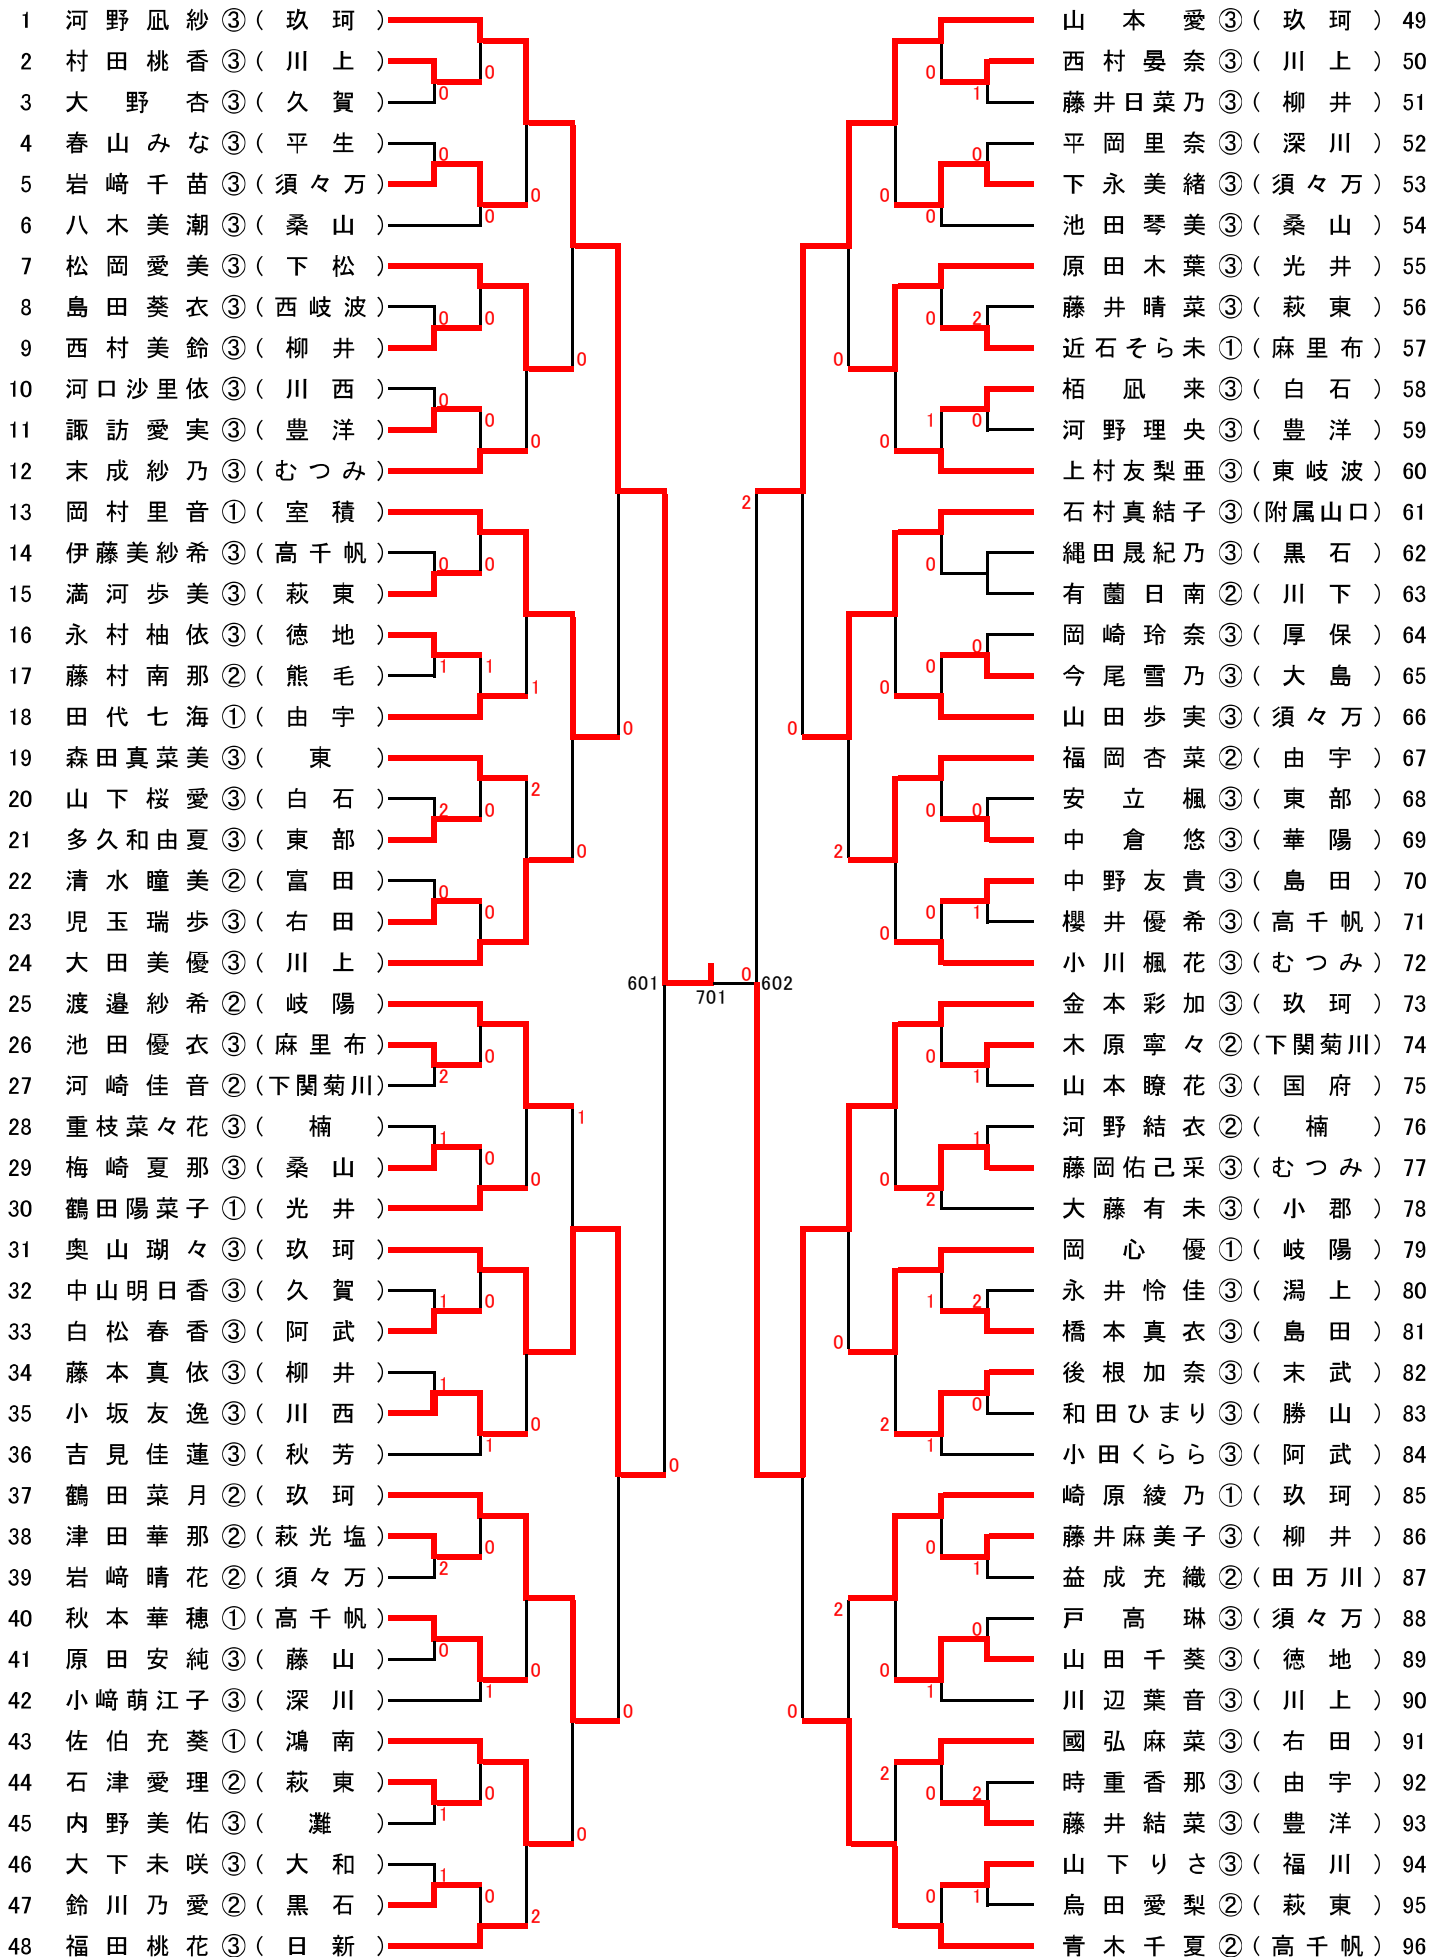 1 河野凪紗③(玖珂)
2 村田桃香③(川上)
3 大野杏③(久賀)
4 春山みな③(平生)
5 岩﨑千苗③(須々万)
6 八木美潮③(桑山)
7 松岡愛美③(下松)
8 島田葵衣③(西岐波)
9 西村美鈴③(柳井)
10 河口沙里依③(川西)
11 諏訪愛実③(豊洋)
12 末成紗乃③(むつみ)
13 岡村里音①(室積)
14 伊藤美紗希③(高千帆)
15 満河歩美③(萩東)
16 永村柚依③(徳地)
17 藤村南那②(熊毛)
18 田代七海①(由宇)
19 森田真菜美③(東)
20 山下桜愛③(白石)
21 多久和由夏③(東部)
22 清水瞳美②(富田)
23 児玉瑞歩③(右田)
24 大田美優③(川上)
25 渡邉紗希②(岐陽)
26 池田優衣③(麻里布)
27 河崎佳音②(下関菊川)
28 重枝菜々花③(楠)
29 梅崎夏那③(桑山)
30 鶴田陽菜子①(光井)
31 奥山瑚々③(玖珂)
32 中山明日香③(久賀)
33 白松春香③(阿武)
34 藤本真依③(柳井)
35 小坂友逸③(川西)
36 吉見佳蓮③(秋芳)
37 鶴田菜月②(玖珂)
38 津田華那②(萩光塩)
39 岩﨑晴花②(須々万)
40 秋本華穂①(高千帆)
41 原田安純③(藤山)
42 小﨑萌江子③(深川)
43 佐伯充葵①(鴻南)
44 石津愛理②(萩東)
45 内野美佑③(灘)
46 大下未咲③(大和)
47 鈴川乃愛②(黒石)
48 福田桃花③(日新)
601 701 602
山本愛③(玖珂) 49
西村晏奈③(川上) 50
藤井日菜乃③(柳井) 51
平岡里奈③(深川) 52
下永美緒③(須々万) 53
池田琴美③(桑山) 54
原田木葉③(光井) 55
藤井晴菜③(萩東) 56
近石そら未①(麻里布) 57
栢凪来③(白石) 58
河野理央③(豊洋) 59
上村友梨亜③(東岐波) 60
石村真結子③(附属山口) 61
縄田晟紀乃③(黒石) 62
有薗日南②(川下) 63
岡崎玲奈③(厚保) 64
今尾雪乃③(大島) 65
山田歩実③(須々万) 66
福岡杏菜②(由宇) 67
安立楓③(東部) 68
中倉悠③(華陽) 69
中野友貴③(島田) 70
櫻井優希③(高千帆) 71
小川楓花③(むつみ) 72
金本彩加③(玖珂) 73
木原寧々②(下関菊川) 74
山本瞭花③(国府) 75
河野結衣②(楠) 76
藤岡佑己采③(むつみ) 77
大藤有未③(小郡) 78
岡心優①(岐陽) 79
永井怜佳③(潟上) 80
橋本真衣③(島田) 81
後根加奈③(末武) 82
和田ひまり③(勝山) 83
小田くらら③(阿武) 84
崎原綾乃①(玖珂) 85
藤井麻美子③(柳井) 86
益成充織②(田万川) 87
戸高琳③(須々万) 88
山田千葵③(徳地) 89
川辺葉音③(川上) 90
國弘麻菜③(右田) 91
時重香那③(由宇) 92
藤井結菜③(豊洋) 93
山下りさ③(福川) 94
烏田愛梨②(萩東) 95
青木千夏②(高千帆) 96